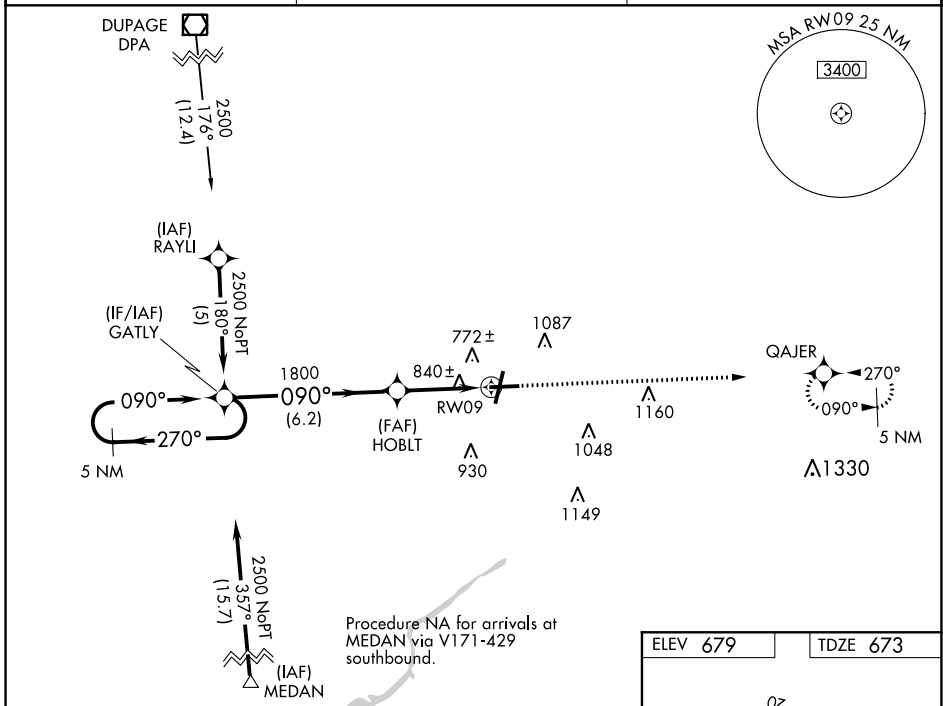 DUPAGE
DPA
MSA RW09 25 NM
3400
2500
176°
(12.4)
(IAF)
RAYLI
2500 NoPT
180°
(5)
(IF/IAF)
GATLY
772±
1087
1800
840±
QAJER
090°
090°
270°
(6.2)
RW09
090°
1160
270°
(FAF)
HOBLT
5 NM
5 NM
930
1048
1330
1149
2500 NoPT
357°
(15.7)
Procedure NA for arrivals at
MEDAN via V171-429
southbound.
(IAF)
MEDAN
ELEV 679
TDZE 673